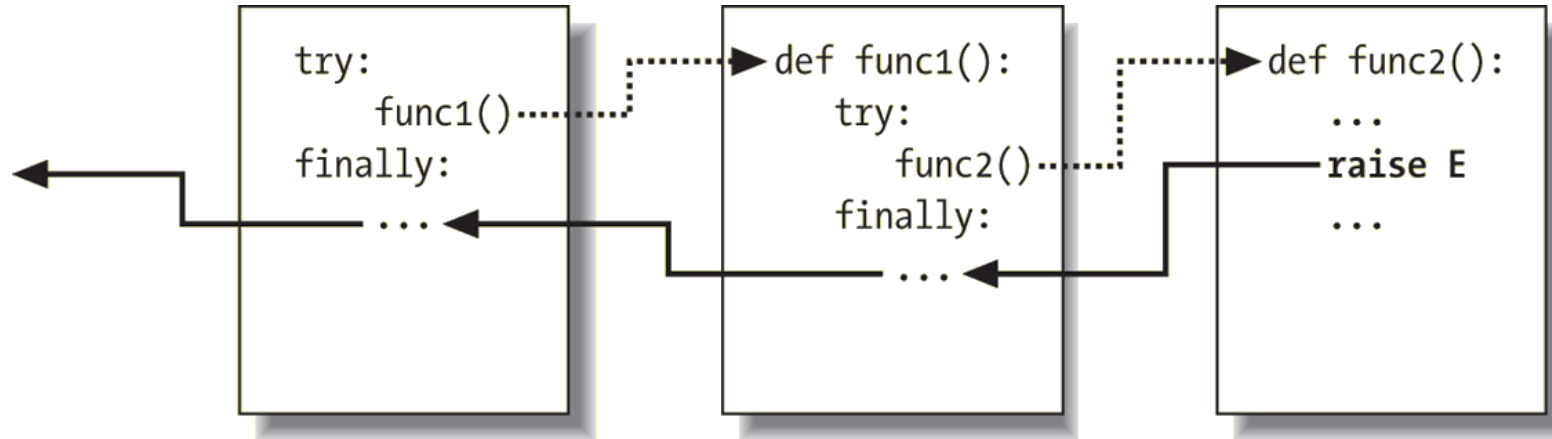 try:
func1()
finally:
...
def func1():
try:
func2()
finally:
...
def func2():
...
raise E
...